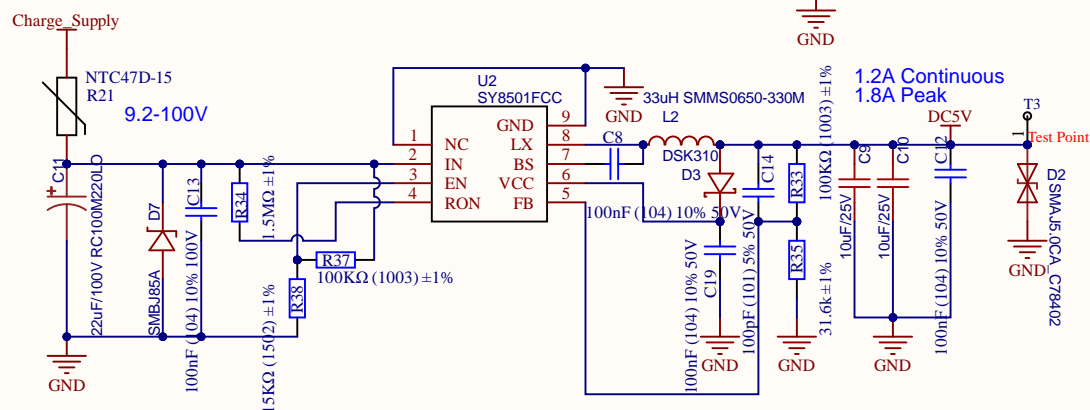 Charge_Supply
NTC47D-15
R21
9.2-100V
GND
U2
SY8501FCC
1 NC
2 IN
3 EN
4 RON
GND 9
LX 8
BS 7
VCC 6
FB 5
GND
33uH SMMS0650-330M
L2
C8
DSK310
D3
C14
100pF (101) 5% 50V
R33
100KΩ (1003) ±1%
1.2A Continuous
1.8A Peak
DC5V
T3
1
Test Point
C11
22uF/100V RC100M220LO
D7
SMBJ85A
C13
100nF (104) 10% 100V
R34
1.5MΩ ±1%
R37
100KΩ (1003) ±1%
R38
15KΩ (1502) ±1%
100nF (104) 10% 50V
C19
100nF (104) 10% 50V
R35
31.6k ±1%
C9
10uF/25V
C10
10uF/25V
C12
100nF (104) 10% 50V
D2
SMAJ5.0CA_C78402
GND
GND
GND
GND
GND